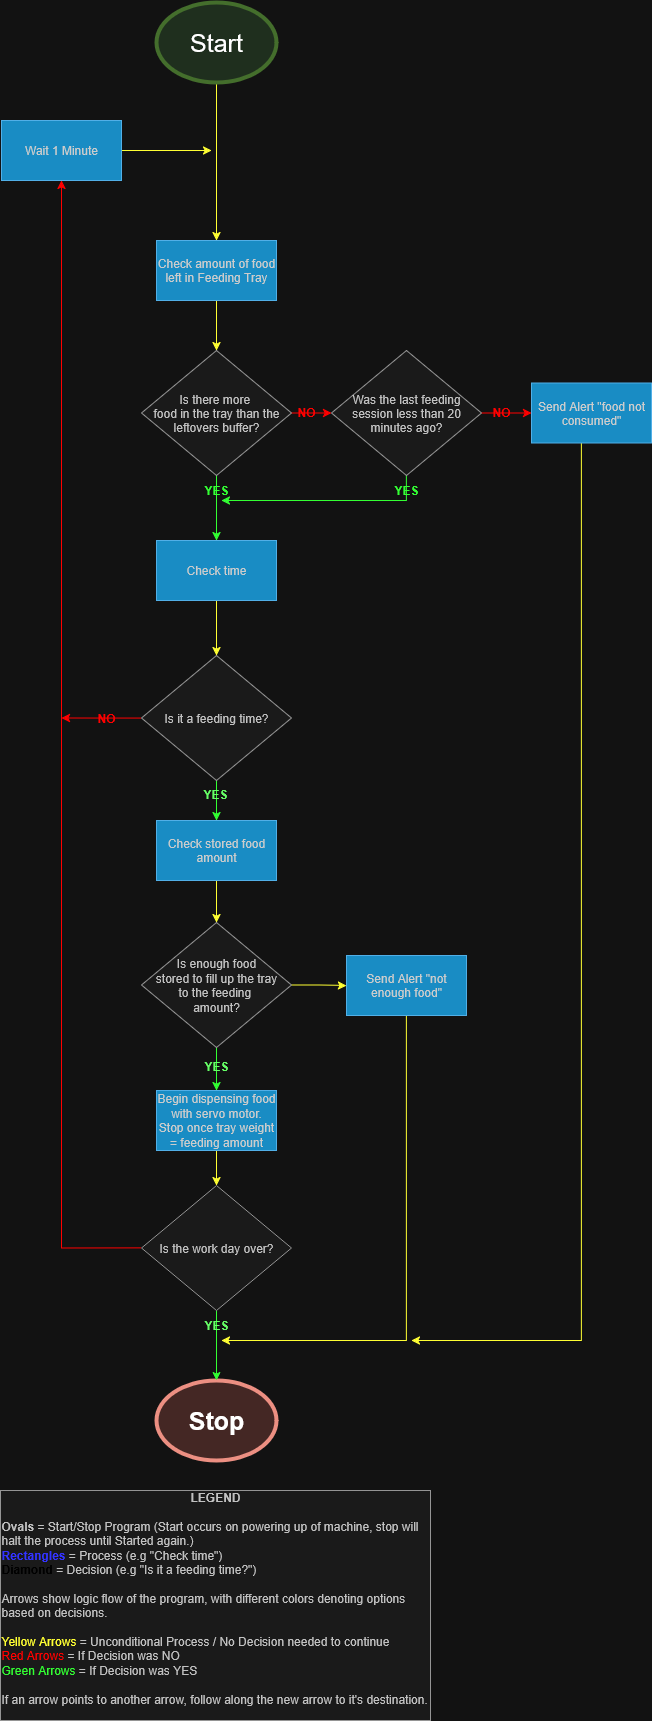 Start
Wait 1 Minute
Check amount of food
left in Feeding Tray
Is there more
food in the tray than the
leftovers buffer?
NO
Was the last feeding
session less than 20
minutes ago?
NO
Send Alert "food not
consumed"
YES
YES
Check time
Is it a feeding time?
NO
YES
Check stored food
amount
Is enough food
stored to fill up the tray
to the feeding
amount?
Send Alert "not
enough food"
YES
Begin dispensing food
with servo motor.
Stop once tray weight
= feeding amount
Is the work day over?
YES
Stop
LEGEND
Ovals = Start/Stop Program (Start occurs on powering up of machine, stop will
halt the process until Started again.)
Rectangles = Process (e.g "Check time")
Diamond = Decision (e.g "Is it a feeding time?")
Arrows show logic flow of the program, with different colors denoting options
based on decisions.
Yellow Arrows = Unconditional Process / No Decision needed to continue
Red Arrows = If Decision was NO
Green Arrows = If Decision was YES
If an arrow points to another arrow, follow along the new arrow to it's destination.